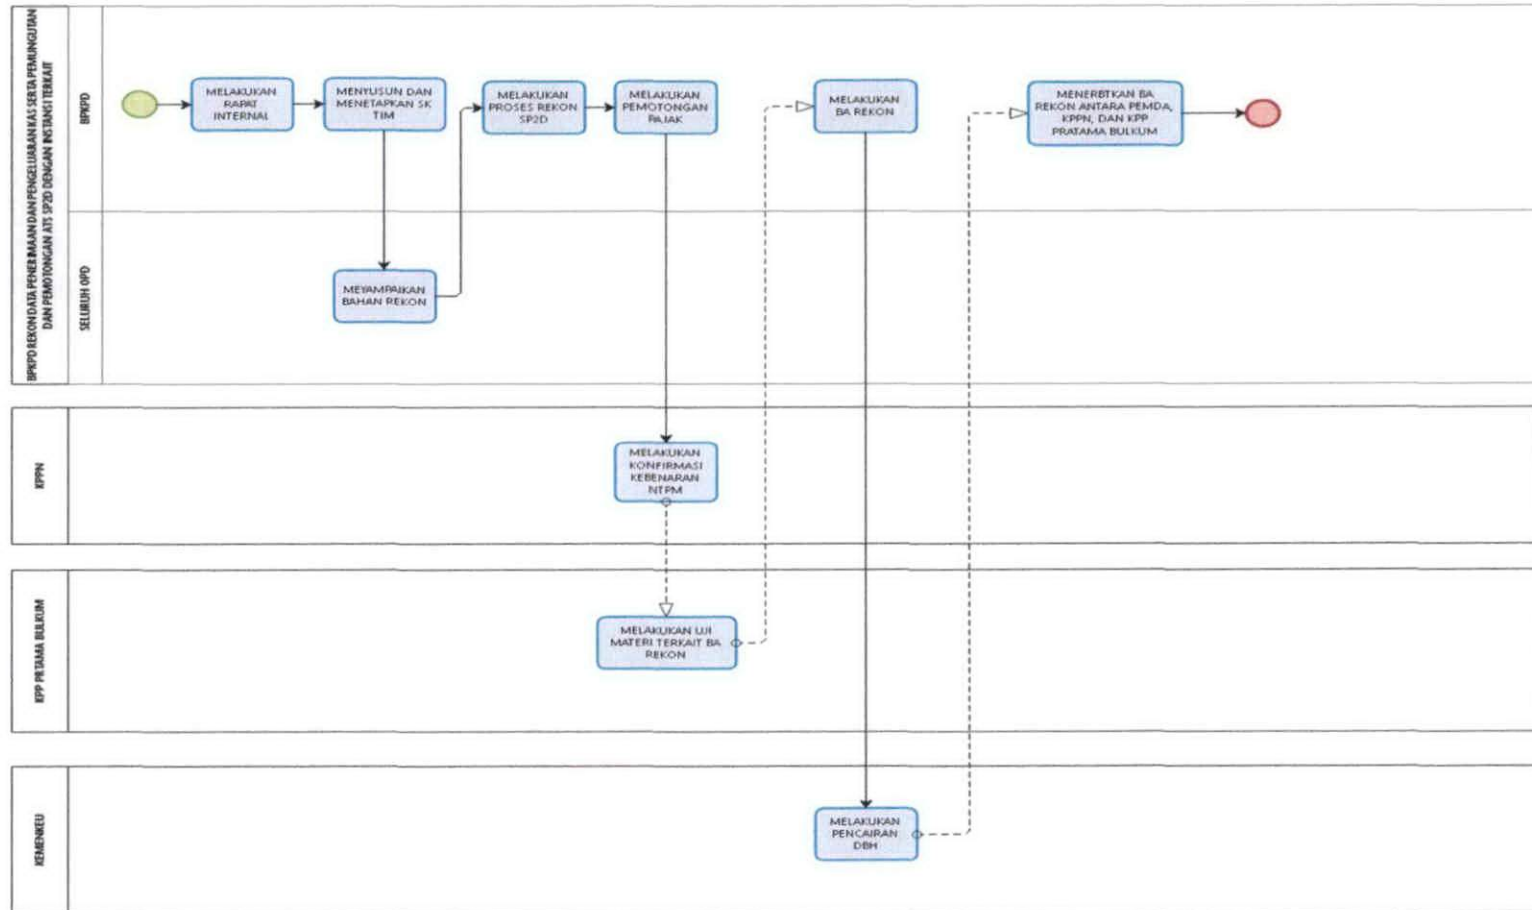 BPKPD REKON DATA PENERIMAAN DAN PENGELUARAN KAS SERTA PEMUNGUTAN
DAN PEMOTONGAN ATS SP2D DENGAN INSTANSI TERKAIT
BPKPD
MELAKUKAN
RAPAT
INTERNAL
MENYUSUN DAN
MENETAPKAN SK
TIM
MELAKUKAN
PROSES REKON
SP2D
MELAKUKAN
PEMOTONGAN
PAJAK
MELAKUKAN
BA REKON
MENERBTKAN BA
REKON ANTARA PEMDA,
KPPN, DAN KPP
PRATAMA BULKUM
SELURUH OPD
MEYAMPAIKAN
BAHAN REKON
KPPN
MELAKUKAN
KONFIRMASI
KEBENARAN
NTPM
KPP PRTAMA BULKUM
MELAKUKAN UJI
MATERI TERKAIT BA
REKON
KEMENKEU
MELAKUKAN
PENCAIRAN
DBH